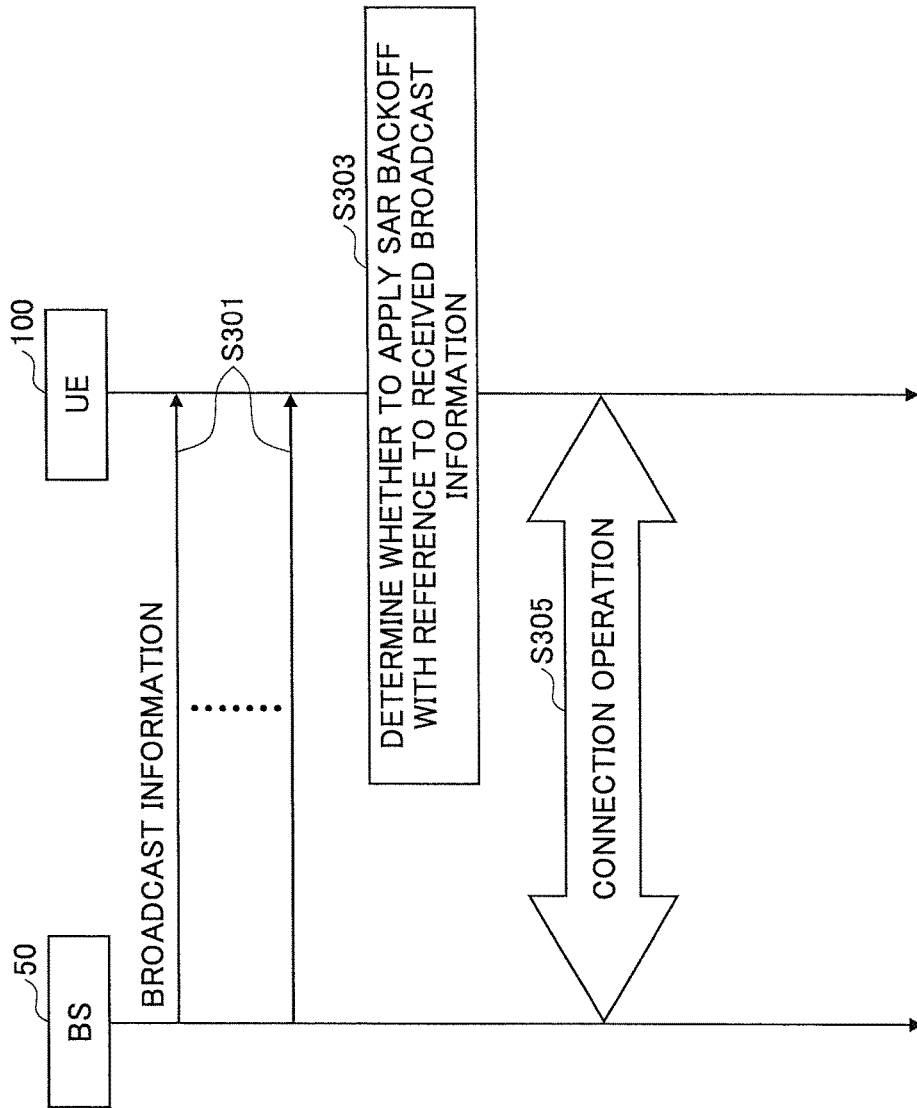 50
BS
100
UE
BROADCAST INFORMATION
S301
S303
DETERMINE WHETHER TO APPLY SAR BACKOFF
WITH REFERENCE TO RECEIVED BROADCAST
INFORMATION
S305
CONNECTION OPERATION